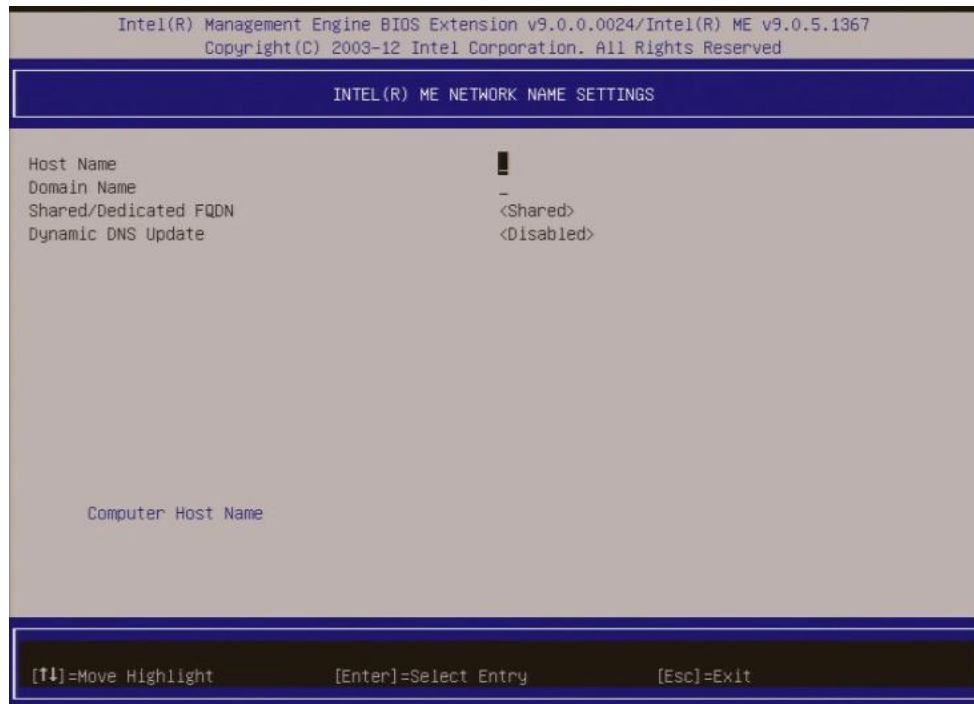 Intel(R) Management Engine BIOS Extension v9.0.0.0024/Intel(R) ME v9.0.5.1367
Copyright(C) 2003-12 Intel Corporation. All Rights Reserved
INTEL(R) ME NETWORK NAME SETTINGS
Host Name _
Domain Name _
Shared/Dedicated FQDN <Shared>
Dynamic DNS Update <Disabled>
Computer Host Name
[↑↓]=Move Highlight [Enter]=Select Entry [Esc]=Exit